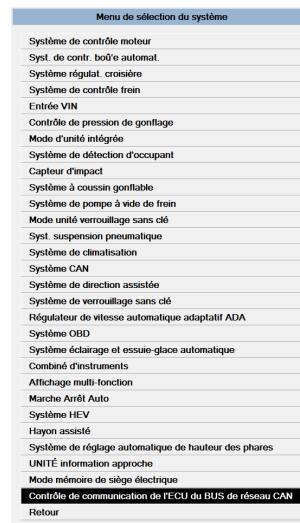 Menu de sélection du système
Système de contrôle moteur
Syst. de contr. boû'e automat.
Système régulat. croisière
Système de contrôle frein
Entrée VIN
Contrôle de pression de gonflage
Mode d'unité intégrée
Système de détection d'occupant
Capteur d'impact
Système à coussin gonflable
Système de pompe à vide de frein
Mode unité verrouillage sans clé
Syst. suspension pneumatique
Système de climatisation
Système CAN
Système de direction assistée
Système de verrouillage sans clé
Régulateur de vitesse automatique adaptatif ADA
Système OBD
Système éclairage et essuie-glace automatique
Combiné d'instruments
Affichage multi-fonction
Marche Arrêt Auto
Système HEV
Hayon assisté
Système de réglage automatique de hauteur des phares
UNITÉ information approche
Mode mémoire de siège électrique
Contrôle de communication de l'ECU du BUS de réseau CAN
Retour